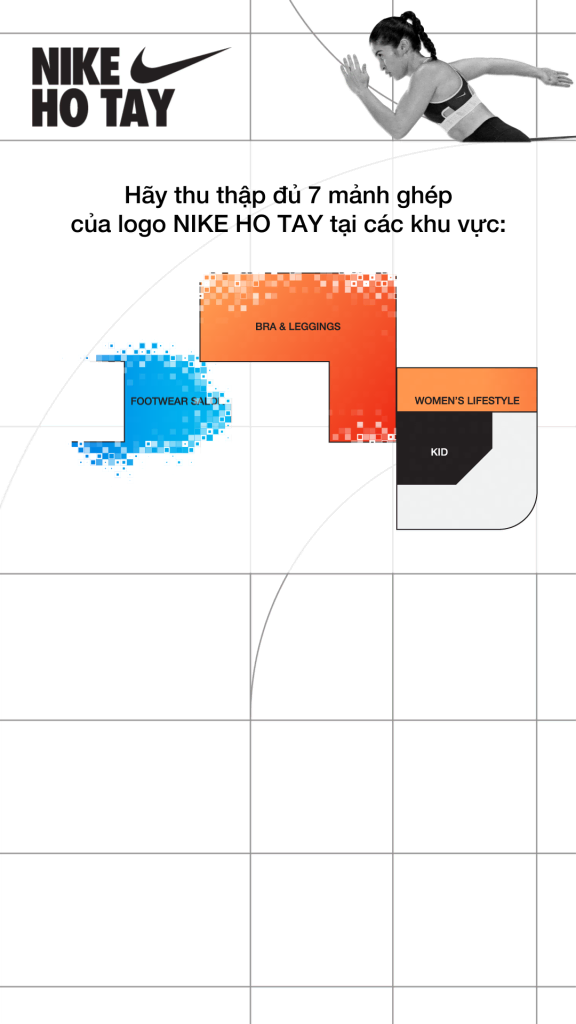 NIKE
HO TAY
Hãy thu thập đủ 7 mảnh ghép
của logo NIKE HO TAY tại các khu vực:
BRA & LEGGINGS
FOOTWEAR
WOMEN'S LIFESTYLE
KID